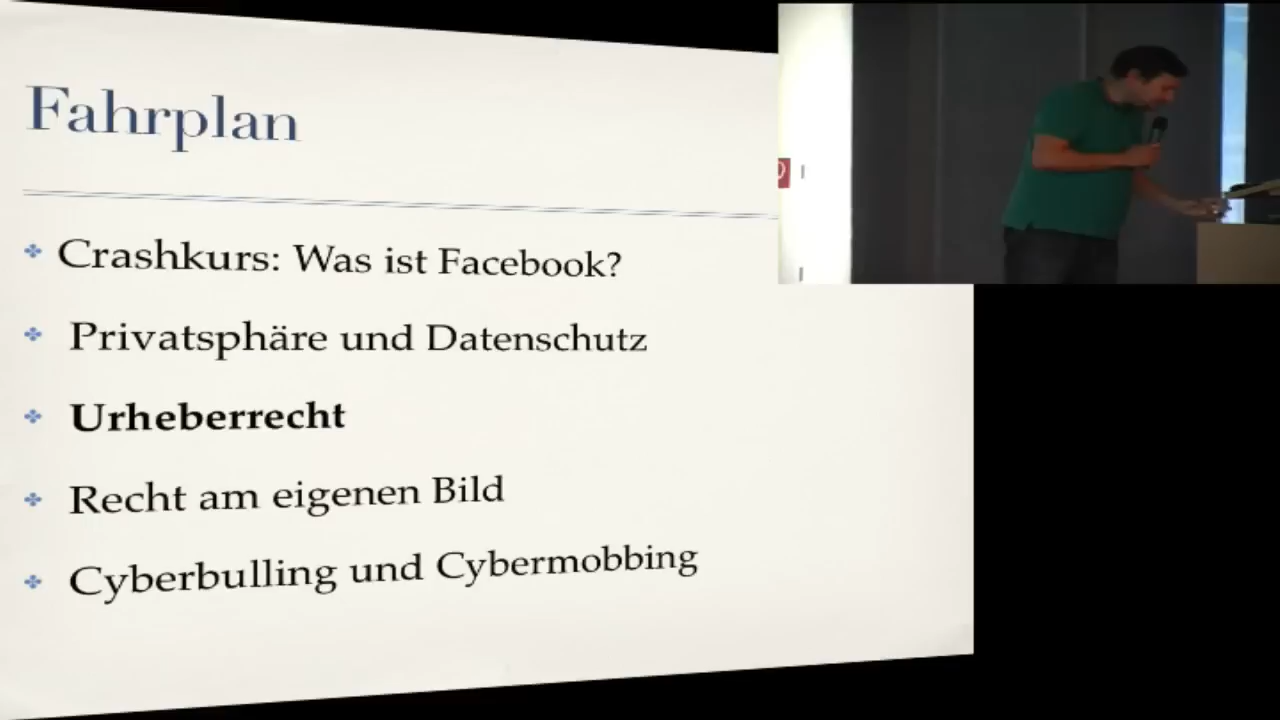 Fahrplan
Crashkurs: Was ist Facebook?
Privatsphäre und Datenschutz
Urheberrecht
Recht am eigenen Bild
Cyberbulling und Cybermobbing